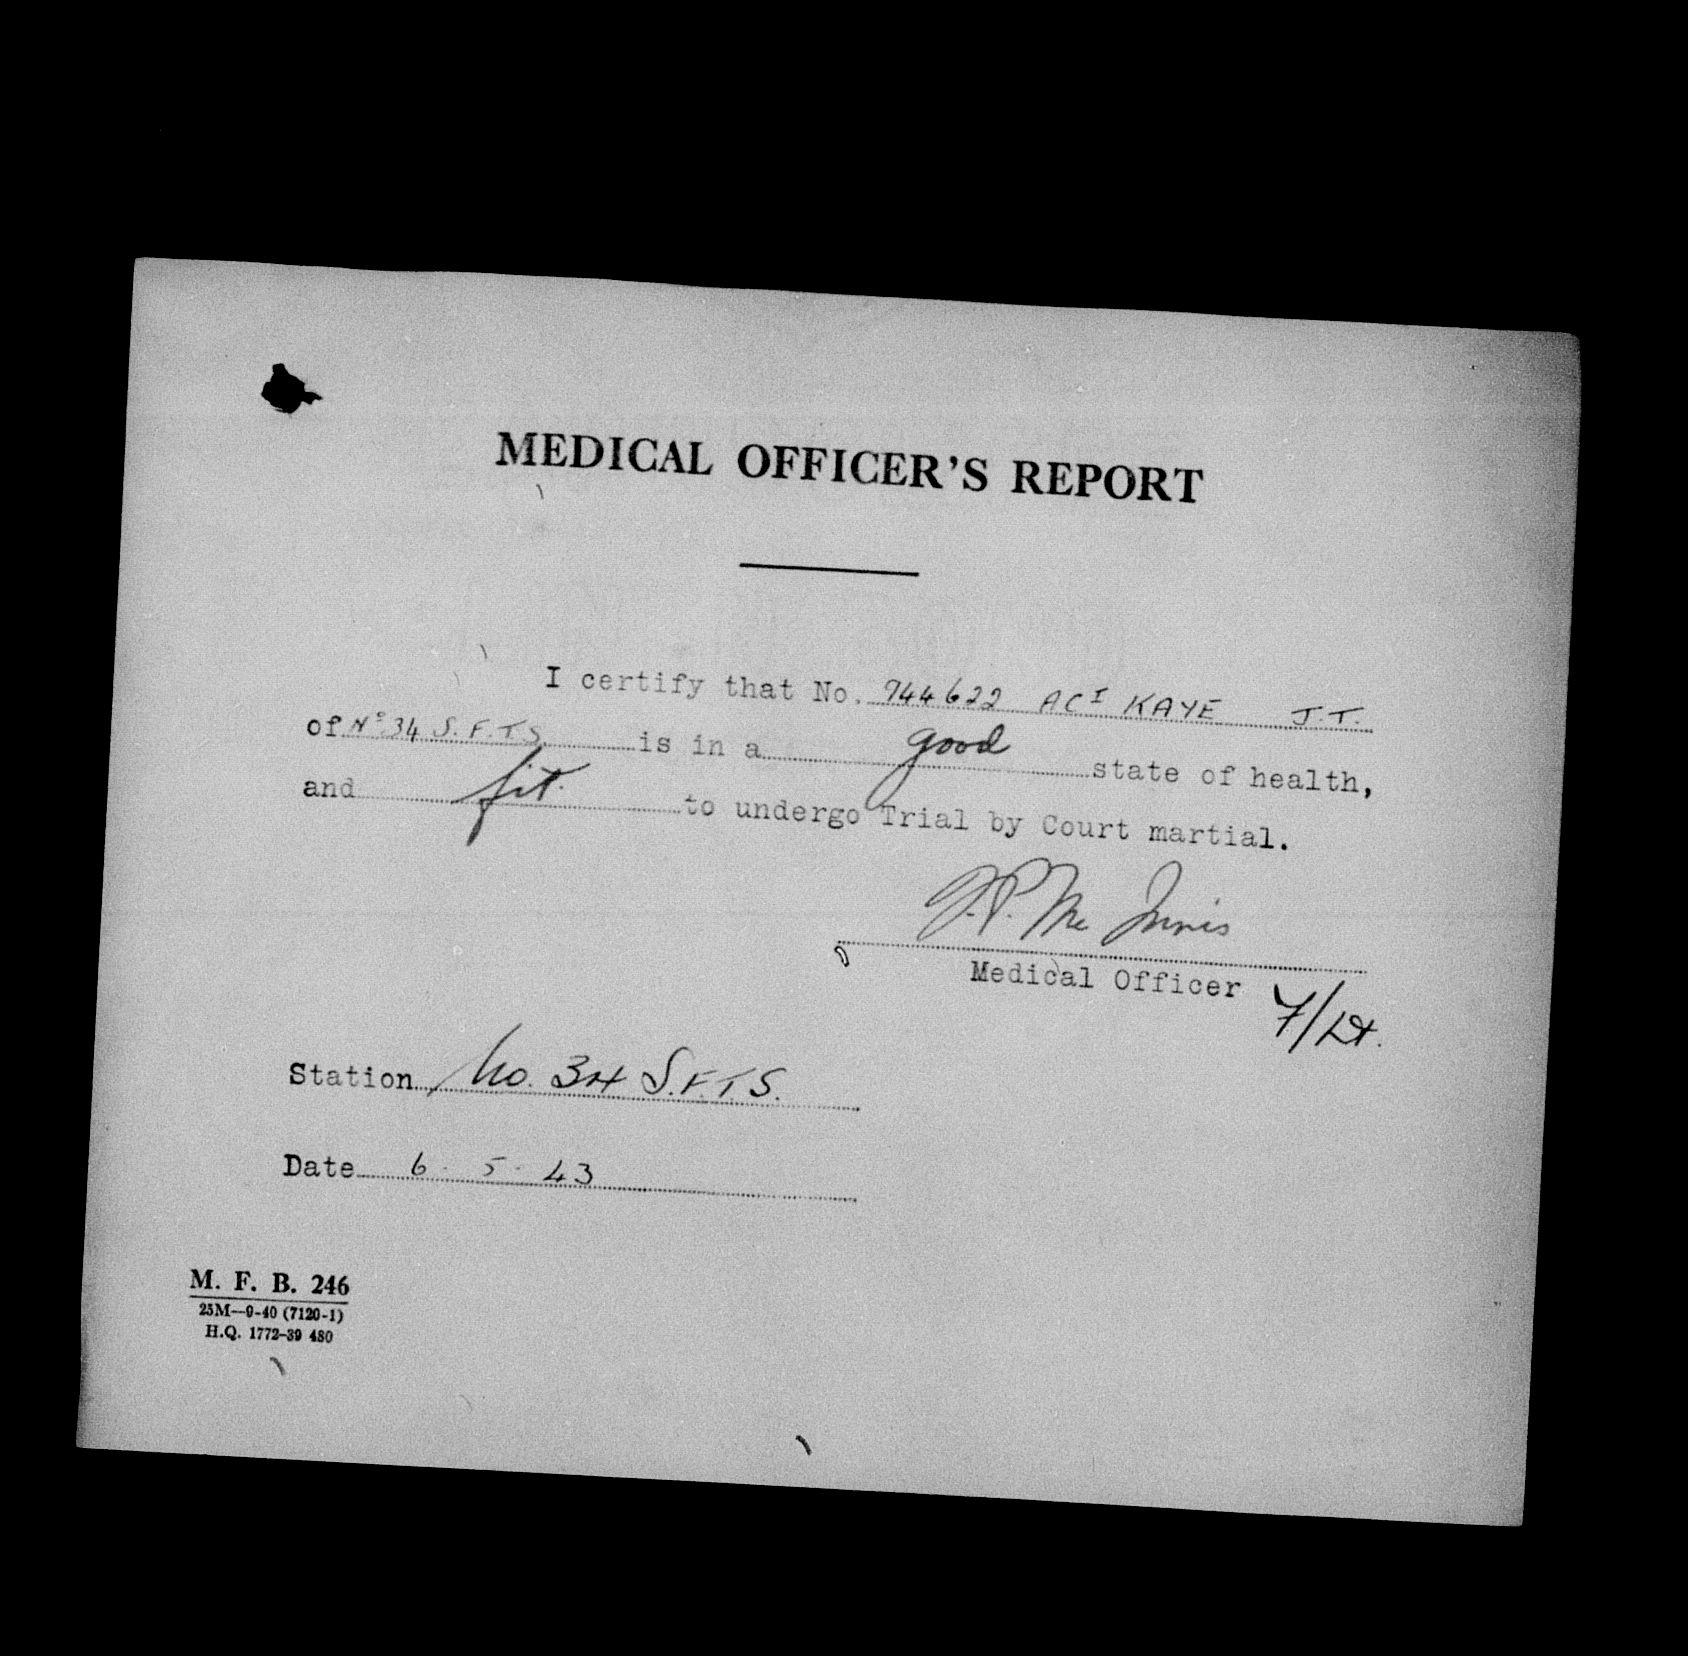 MEDICAL OFFICER'S REPORT
I certify that No. 944622 AC1 KAYE J.T.
of No 34 S.F.T.S is in a good state of health,
and fit. to undergo Trial by Court martial.
J.P. Mc Innis
Medical Officer F/Lt.
Station No. 34 S.F.T.S.
Date 6. 5. 43
M. F. B. 246
25M—9-40 (7120-1)
H.Q. 1772-39 480